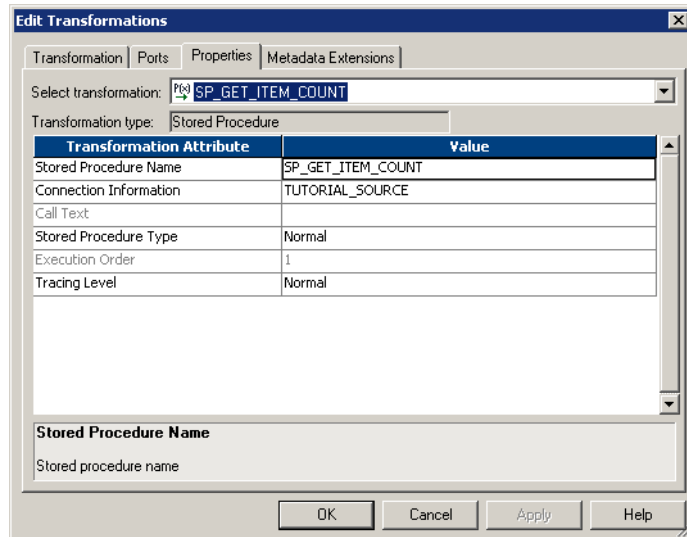 Edit Transformations
Transformation Ports Properties Metadata Extensions
Select transformation: P(x) SP_GET_ITEM_COUNT
Transformation type: Stored Procedure
Transformation Attribute Value
Stored Procedure Name SP_GET_ITEM_COUNT
Connection Information TUTORIAL_SOURCE
Call Text
Stored Procedure Type Normal
Execution Order 1
Tracing Level Normal
Stored Procedure Name
Stored procedure name
OK Cancel Apply Help